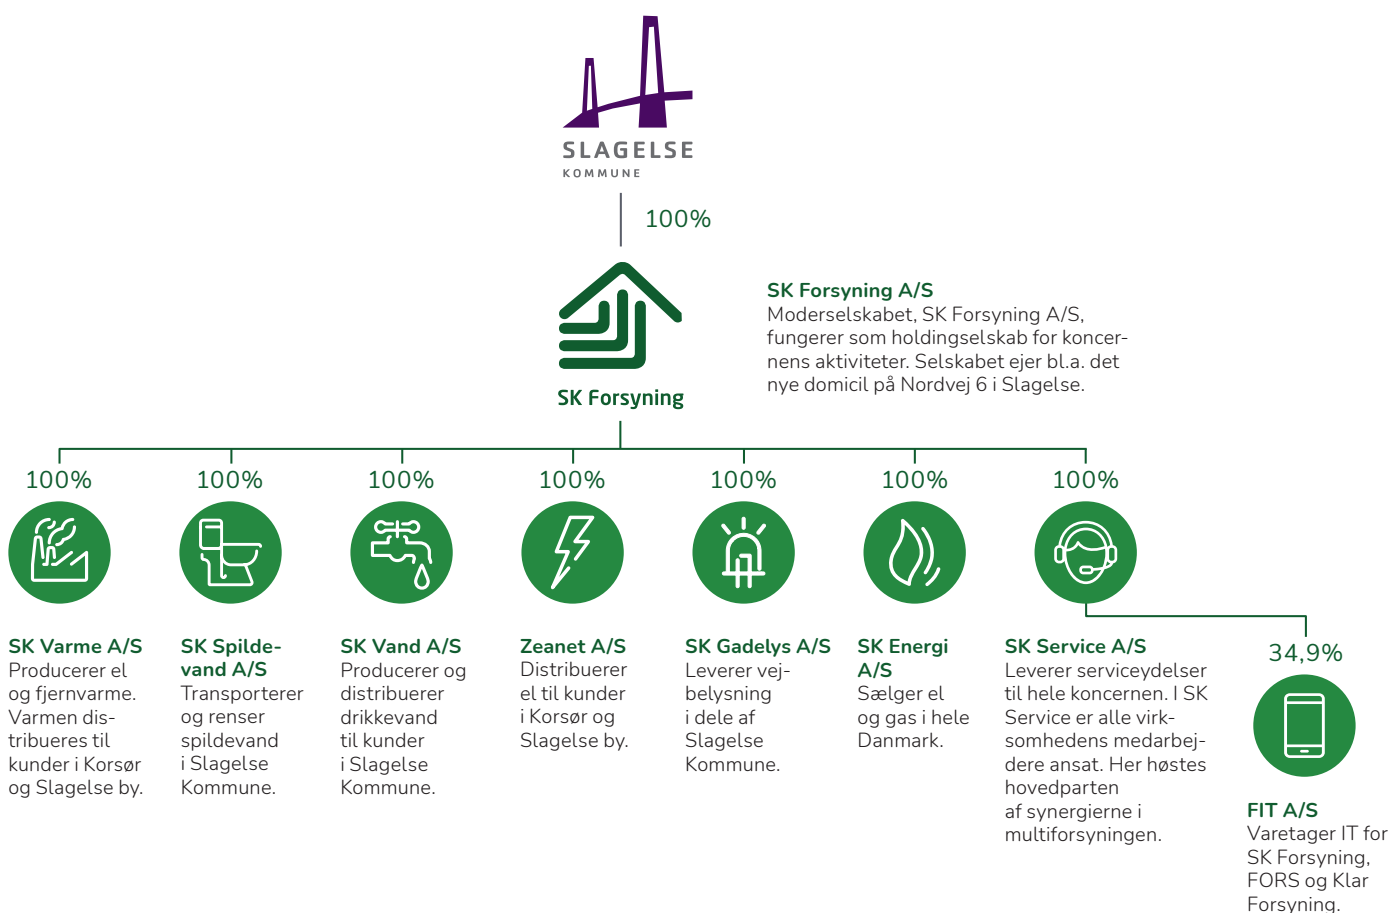 SLAGELSE
KOMMUNE
100%
SK Forsyning
SK Forsyning A/S
Moderselskabet, SK Forsyning A/S,
fungerer som holdingselskab for koncer-
nens aktiviteter. Selskabet ejer bl.a. det
nye domicil på Nordvej 6 i Slagelse.
100%
100%
100%
100%
100%
100%
100%
SK Varme A/S
Producerer el
og fjernvarme.
Varmen dis-
tribueres til
kunder i Korsør
og Slagelse by.
SK Spilde-
vand A/S
Transporterer
og renser
spildevand
i Slagelse
Kommune.
SK Vand A/S
Producerer og
distribuerer
drikkevand
til kunder
i Slagelse
Kommune.
Zeanet A/S
Distribuerer
el til kunder
i Korsør og
Slagelse by.
SK Gadelys A/S
Leverer vej-
belysning
i dele af
Slagelse
Kommune.
SK Energi
A/S
Sælger el
og gas i hele
Danmark.
SK Service A/S
Leverer serviceydelser
til hele koncernen. I SK
Service er alle virk-
somhedens medarbej-
dere ansat. Her høstes
hovedparten
af synergierne i
multiforsyningen.
34,9%
FIT A/S
Varetager IT for
SK Forsyning,
FORS og Klar
Forsyning.